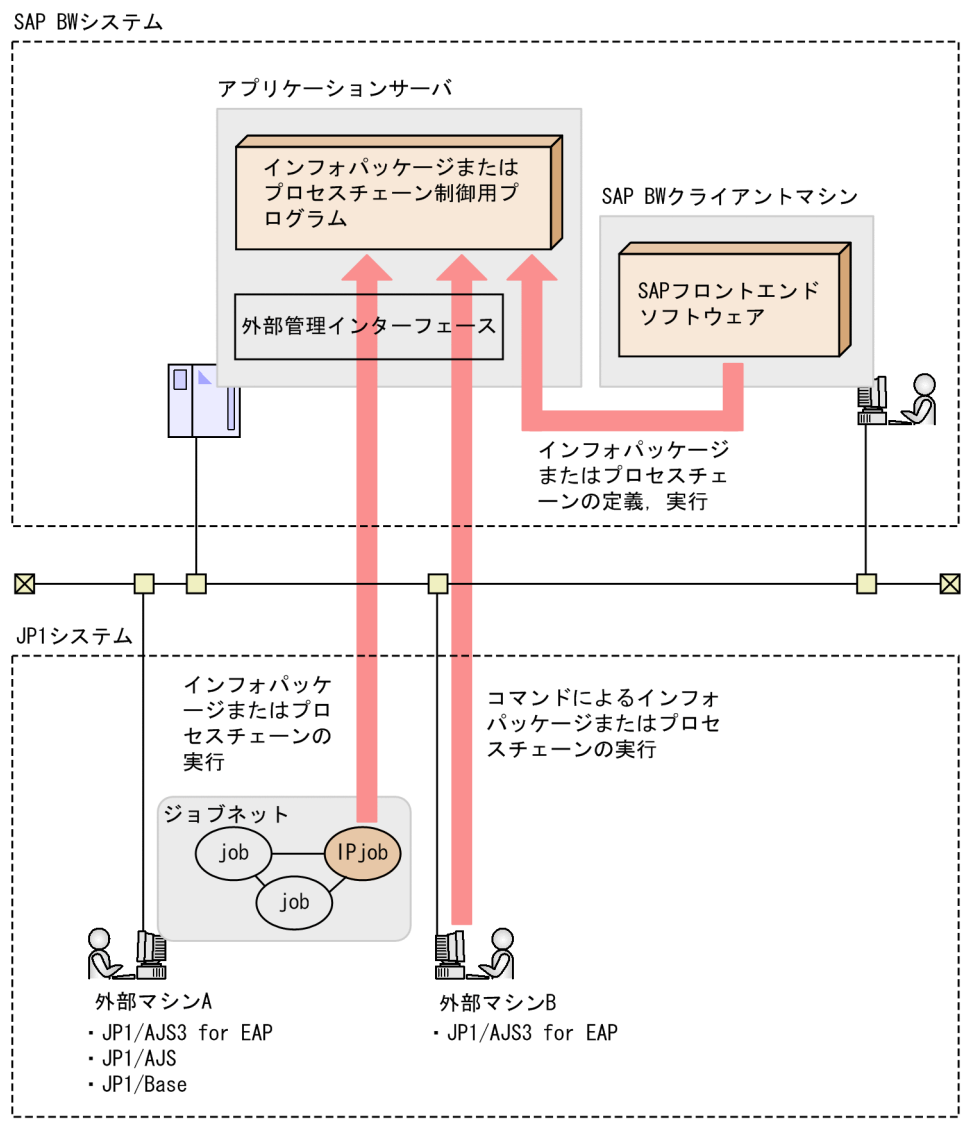 SAP BWシステム
アプリケーションサーバ
インフォパッケージまたは
プロセスチェーン制御用プ
ログラム
SAP BWクライアントマシン
SAPフロントエンド
ソフトウェア
外部管理インターフェース
インフォパッケージ
またはプロセスチェ
ーンの定義，実行
JP1システム
インフォパッケ
ージまたはプロ
セスチェーンの
実行
コマンドによるインフォ
パッケージまたはプロセ
スチェーンの実行
ジョブネット
job
IPjob
job
外部マシンA
・JP1/AJS3 for EAP
・JP1/AJS
・JP1/Base
外部マシンB
・JP1/AJS3 for EAP